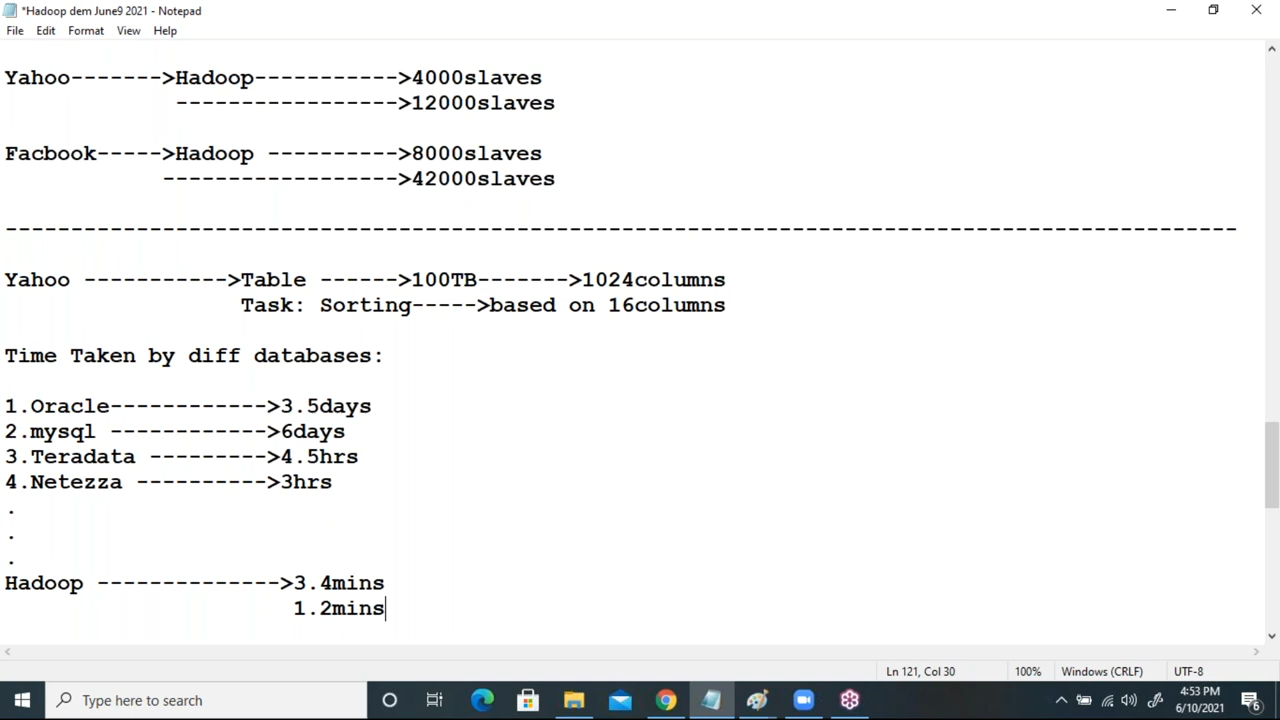 *Hadoop dem June9 2021 - Notepad
File Edit Format View Help
Yahoo------->Hadoop----------->4000slaves
----------------->12000slaves
Facbook----->Hadoop ---------->8000slaves
------------------>42000slaves
----------------------------------------------------------------------------------------------
Yahoo ----------->Table ------>100TB------->1024columns
Task: Sorting----->based on 16columns
Time Taken by diff databases:
1.Oracle------------>3.5days
2.mysql ------------>6days
3.Teradata --------->4.5hrs
4.Netezza ---------->3hrs
.
.
.
Hadoop -------------->3.4mins
1.2mins
Ln 121, Col 30 100% Windows (CRLF) UTF-8
Type here to search
4:53 PM
6/10/2021
6